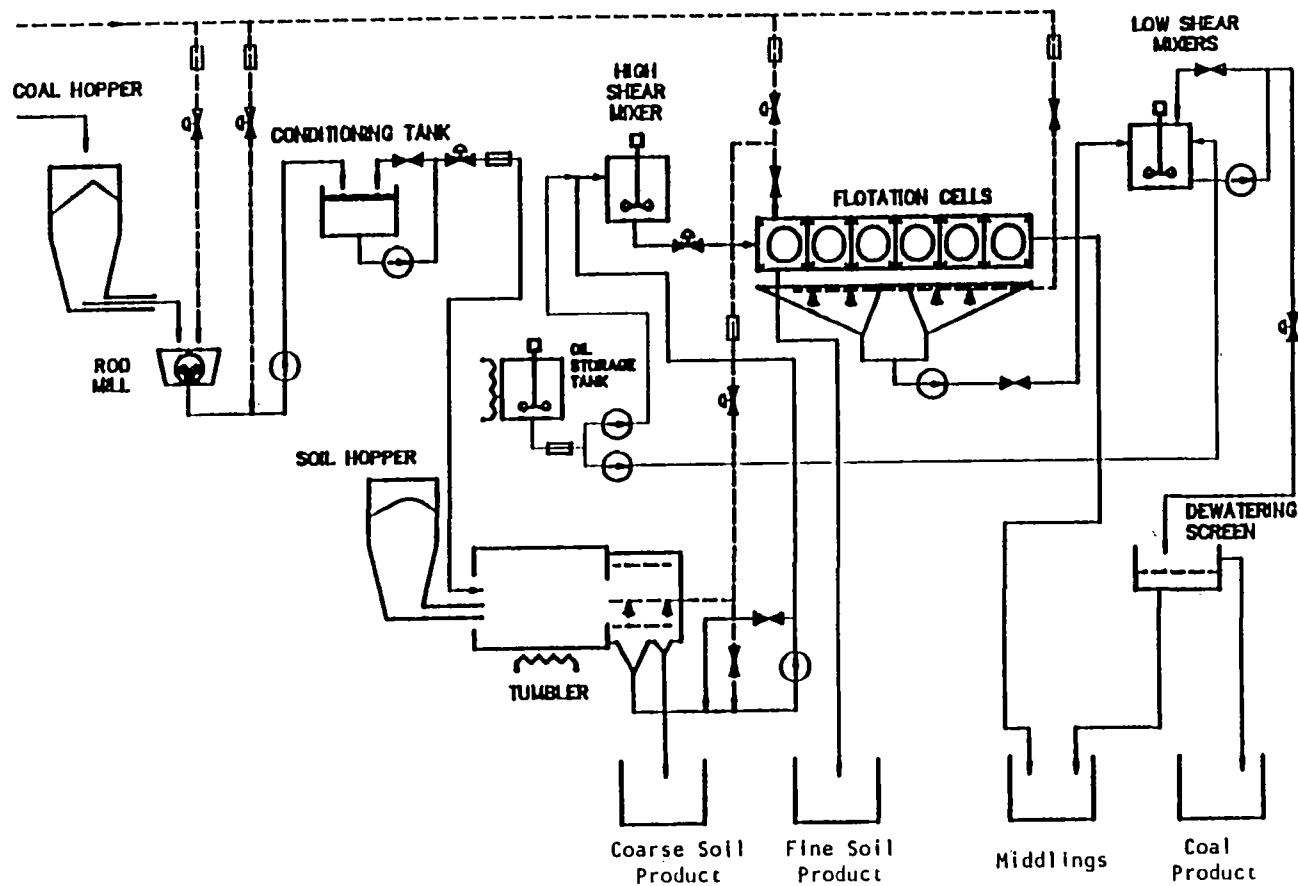 LOW SHEAR
MIXERS
HIGH
SHEAR
MIXER
COAL HOPPER
CONDITIONING TANK
FLOTATION CELLS
ROD
MILL
OIL
STORAGE
TANK
SOIL HOPPER
DEWATERING
SCREEN
TUMBLER
Coarse Soil
Product
Fine Soil
Product
Middlings
Coal
Product